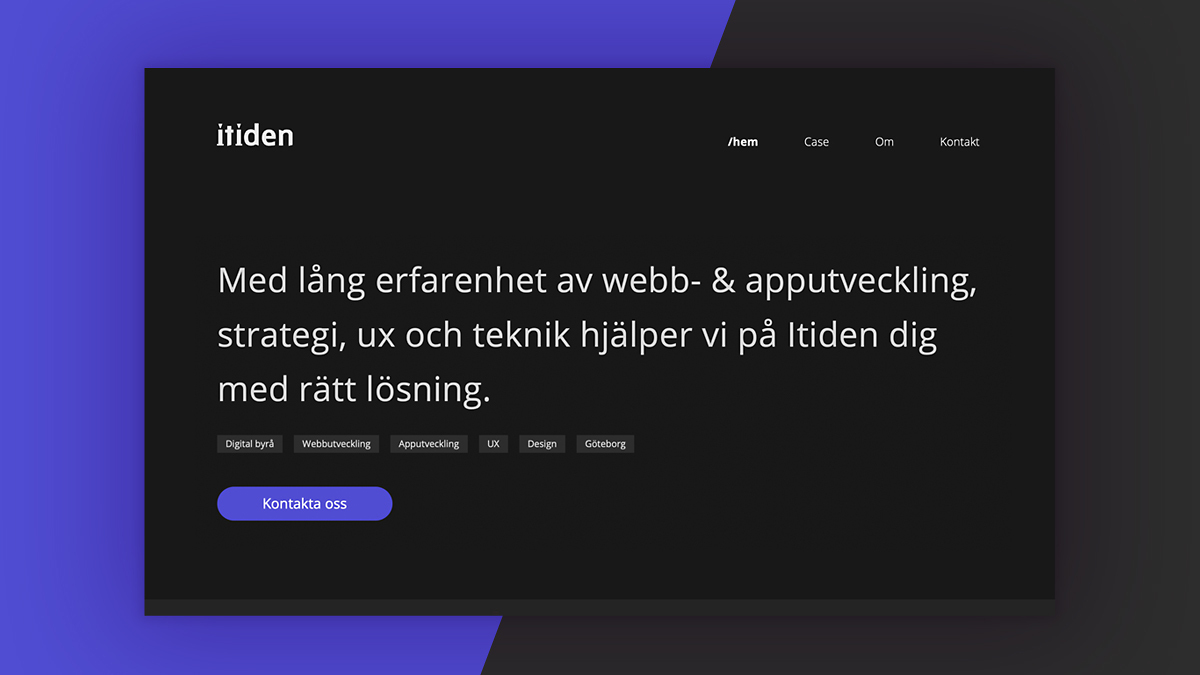 itiden
/hem Case Om Kontakt
Med lång erfarenhet av webb- & apputveckling,
strategi, ux och teknik hjälper vi på Itiden dig
med rätt lösning.
Digital byrå Webbutveckling Apputveckling UX Design Göteborg
Kontakta oss